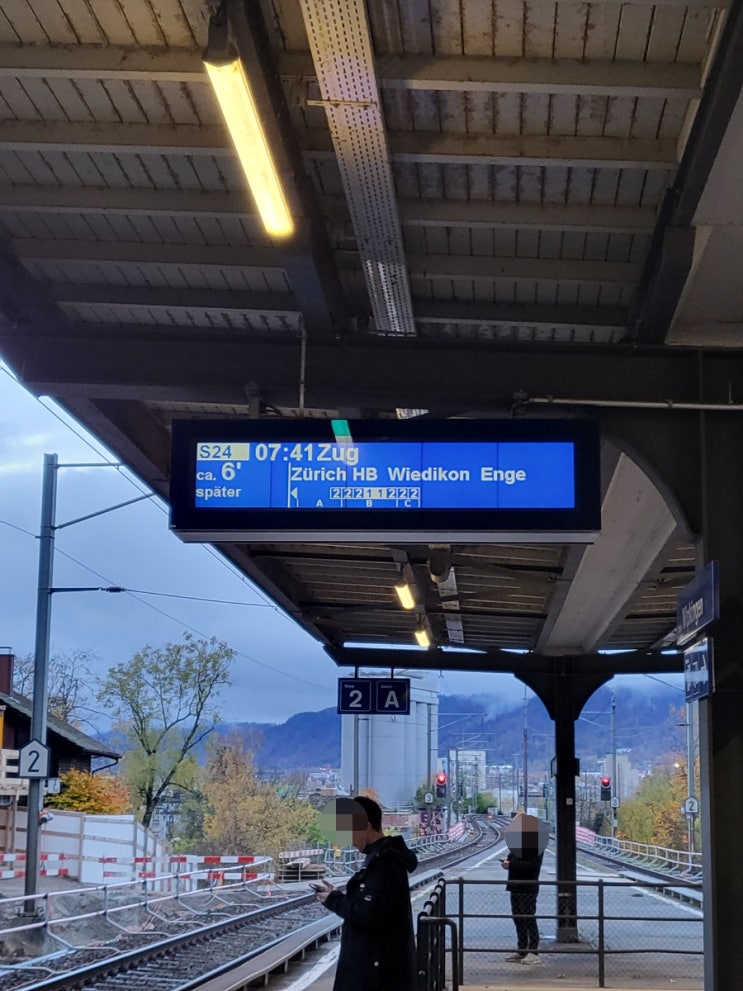 S24 07:41 Zug
ca. 6' Zürich HB Wiedikon Enge
später
2 2 2 1 1 2 2 2
A B C
2 A
2
2